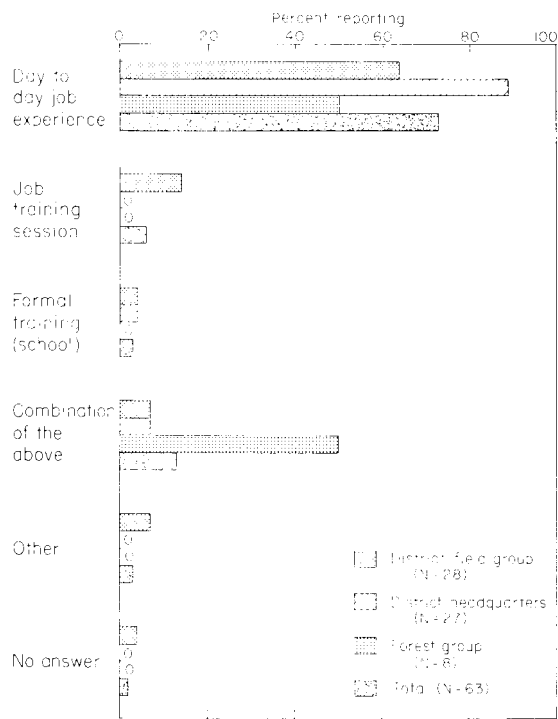 Percent reporting
0 20 40 60 80 100
Day to
day job
experience
Job
training
session
0
0
Formal
training
(school)
0
Combination
of the
above
Other
0
0
No answer
0
0
District field group
(N-28)
District headquarters
(N-27)
Forest group
(N-8)
Total (N-63)